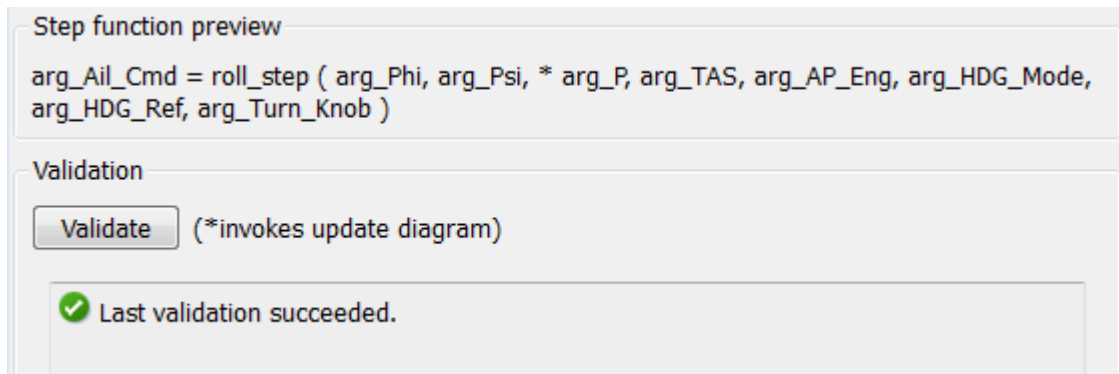 Step function preview
arg_Ail_Cmd = roll_step ( arg_Phi, arg_Psi, * arg_P, arg_TAS, arg_AP_Eng, arg_HDG_Mode,
arg_HDG_Ref, arg_Turn_Knob )
Validation
Validate (*invokes update diagram)
Last validation succeeded.